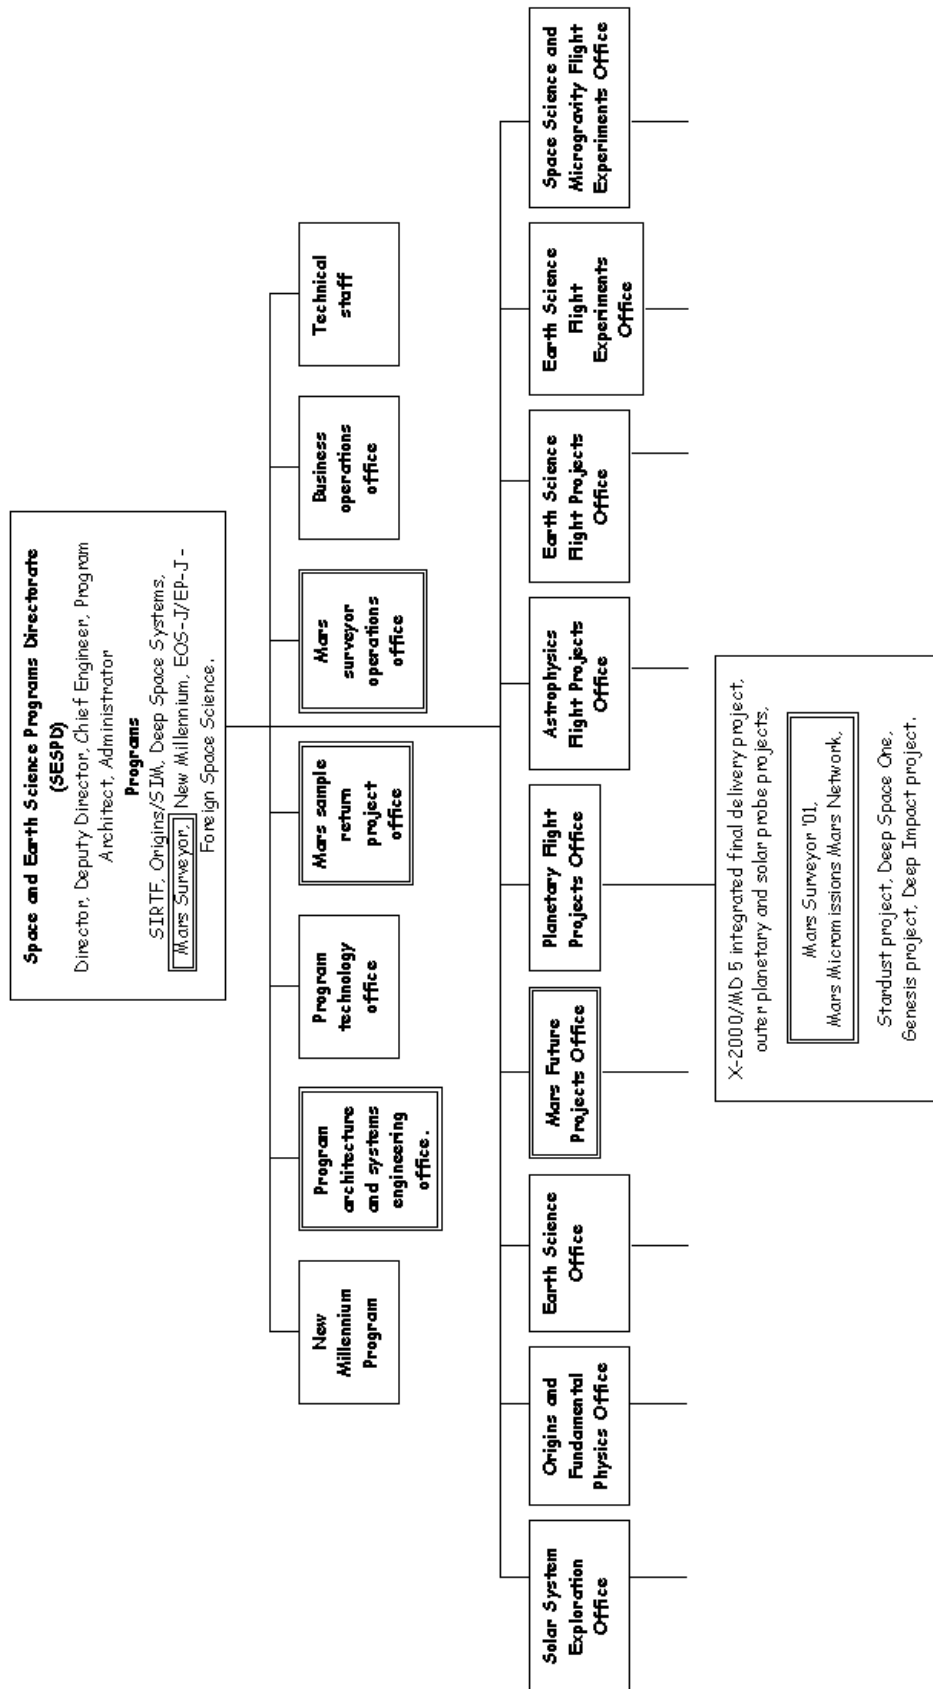 Space and Earth Science Programs Directorate
(SESPD)
Director, Deputy Director, Chief Engineer, Program
Architect, Administrator
Programs
SIRTF, Origins/SIM, Deep Space Systems,
Mars Surveyor, New Millennium, EOS-J/EP-J -
Foreign Space Science.
New
Millennium
Program
Program
architecture
and systems
engineering
office.
Program
technology
office
Mars sample
return
project
office
Mars
surveyor
operations
office
Business
operations
office
Technical
staff
Solar System
Exploration
Office
Origins and
Fundamental
Physics Office
Earth Science
Office
Mars Future
Projects Office
Planetary Flight
Projects Office
Astrophysics
Flight Projects
Office
Earth Science
Flight Projects
Office
Earth Science
Flight
Experiments
Office
Space Science and
Microgravity Flight
Experiments Office
X-2000/MD 5 integrated final delivery project,
outer planetary and solar probe projects,
Mars Surveyor '01,
Mars Micromissions Mars Network,
Stardust project, Deep Space One,
Genesis project, Deep Impact project.